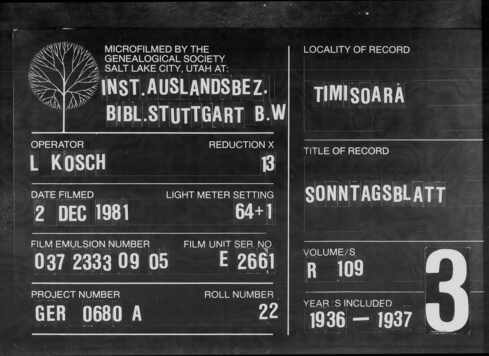 MICROFILMED BY THE
GENEALOGICAL SOCIETY
SALT LAKE CITY, UTAH AT:
INST.AUSLANDSBEZ.
BIBL.STUTTGART B.W
OPERATOR
REDUCTION X
L KOSCH
13
DATE FILMED
LIGHT METER SETTING
2 DEC 1981
64+1
FILM EMULSION NUMBER
FILM UNIT SER. NO.
037 2333 09 05
E 2661
PROJECT NUMBER
ROLL NUMBER
GER 0680 A
22
LOCALITY OF RECORD
TIMISOARA
TITLE OF RECORD
SONNTAGSBLATT
VOLUME/S
R 109
YEAR/S INCLUDED
1936 — 1937
3